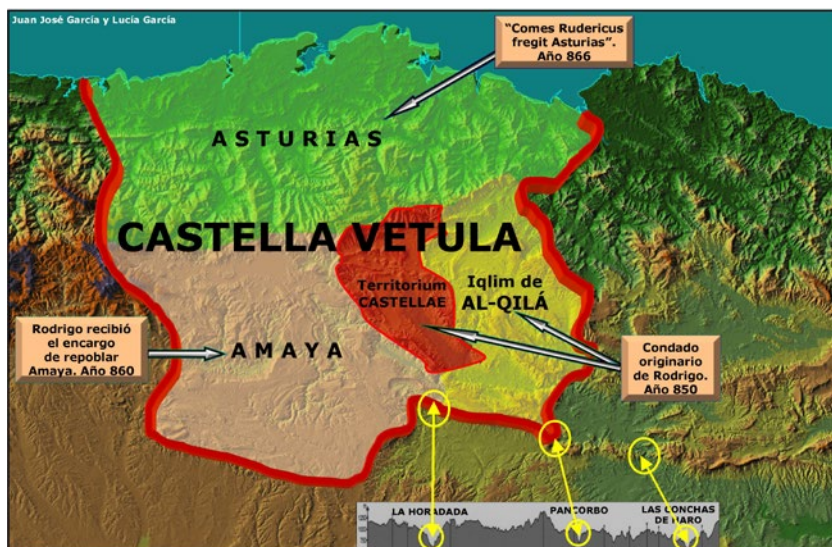 Juan José García y Lucía García
“Comes Rudericus
fregit Asturias”.
Año 866
ASTURIAS
CASTELLA VETULA
Territorium
CASTELLAE
Iqlim de
AL-QILÁ
Rodrigo recibió
el encargo
de repoblar
Amaya. Año 860
AMAYA
Condado
originario
de Rodrigo.
Año 850
LA HORADADA
PANCORBO
LAS CONCHAS
DE HARO